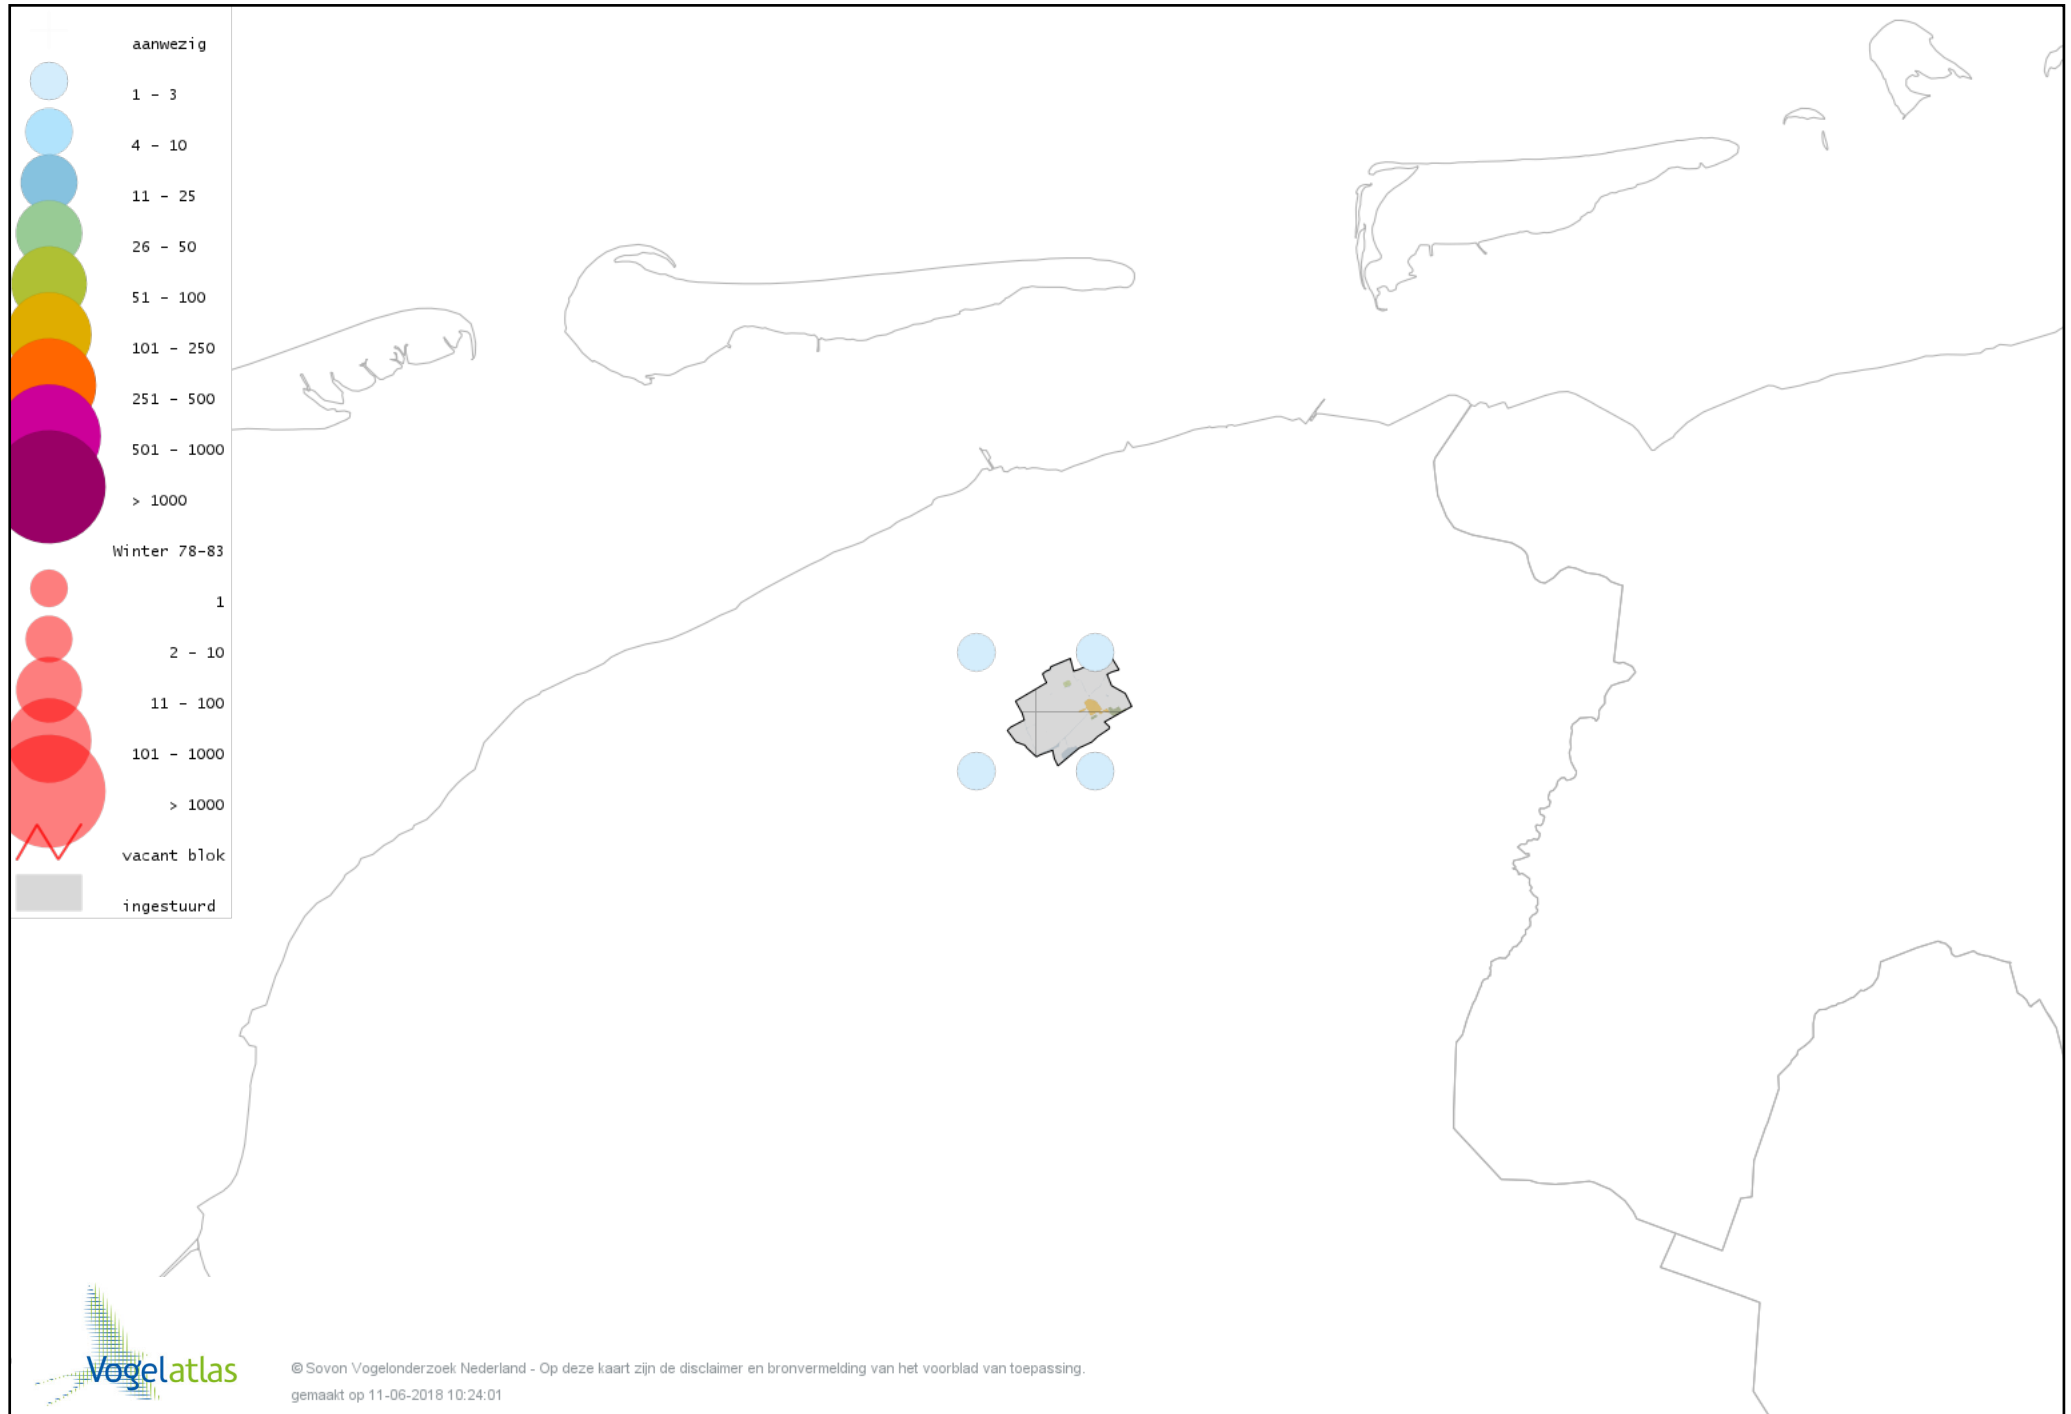 aanwezig
1 - 3
4 - 10
11 - 25
26 - 50
51 - 100
101 - 250
251 - 500
501 - 1000
> 1000
Winter 78-83
1
2 - 10
11 - 100
101 - 1000
> 1000
vacant blok
ingestuurd
Vogelatlas
© Sovon Vogelonderzoek Nederland - Op deze kaart zijn de disclaimer en bronvermelding van het voorblad van toepassing.
gemaakt op 11-06-2018 10:24:01